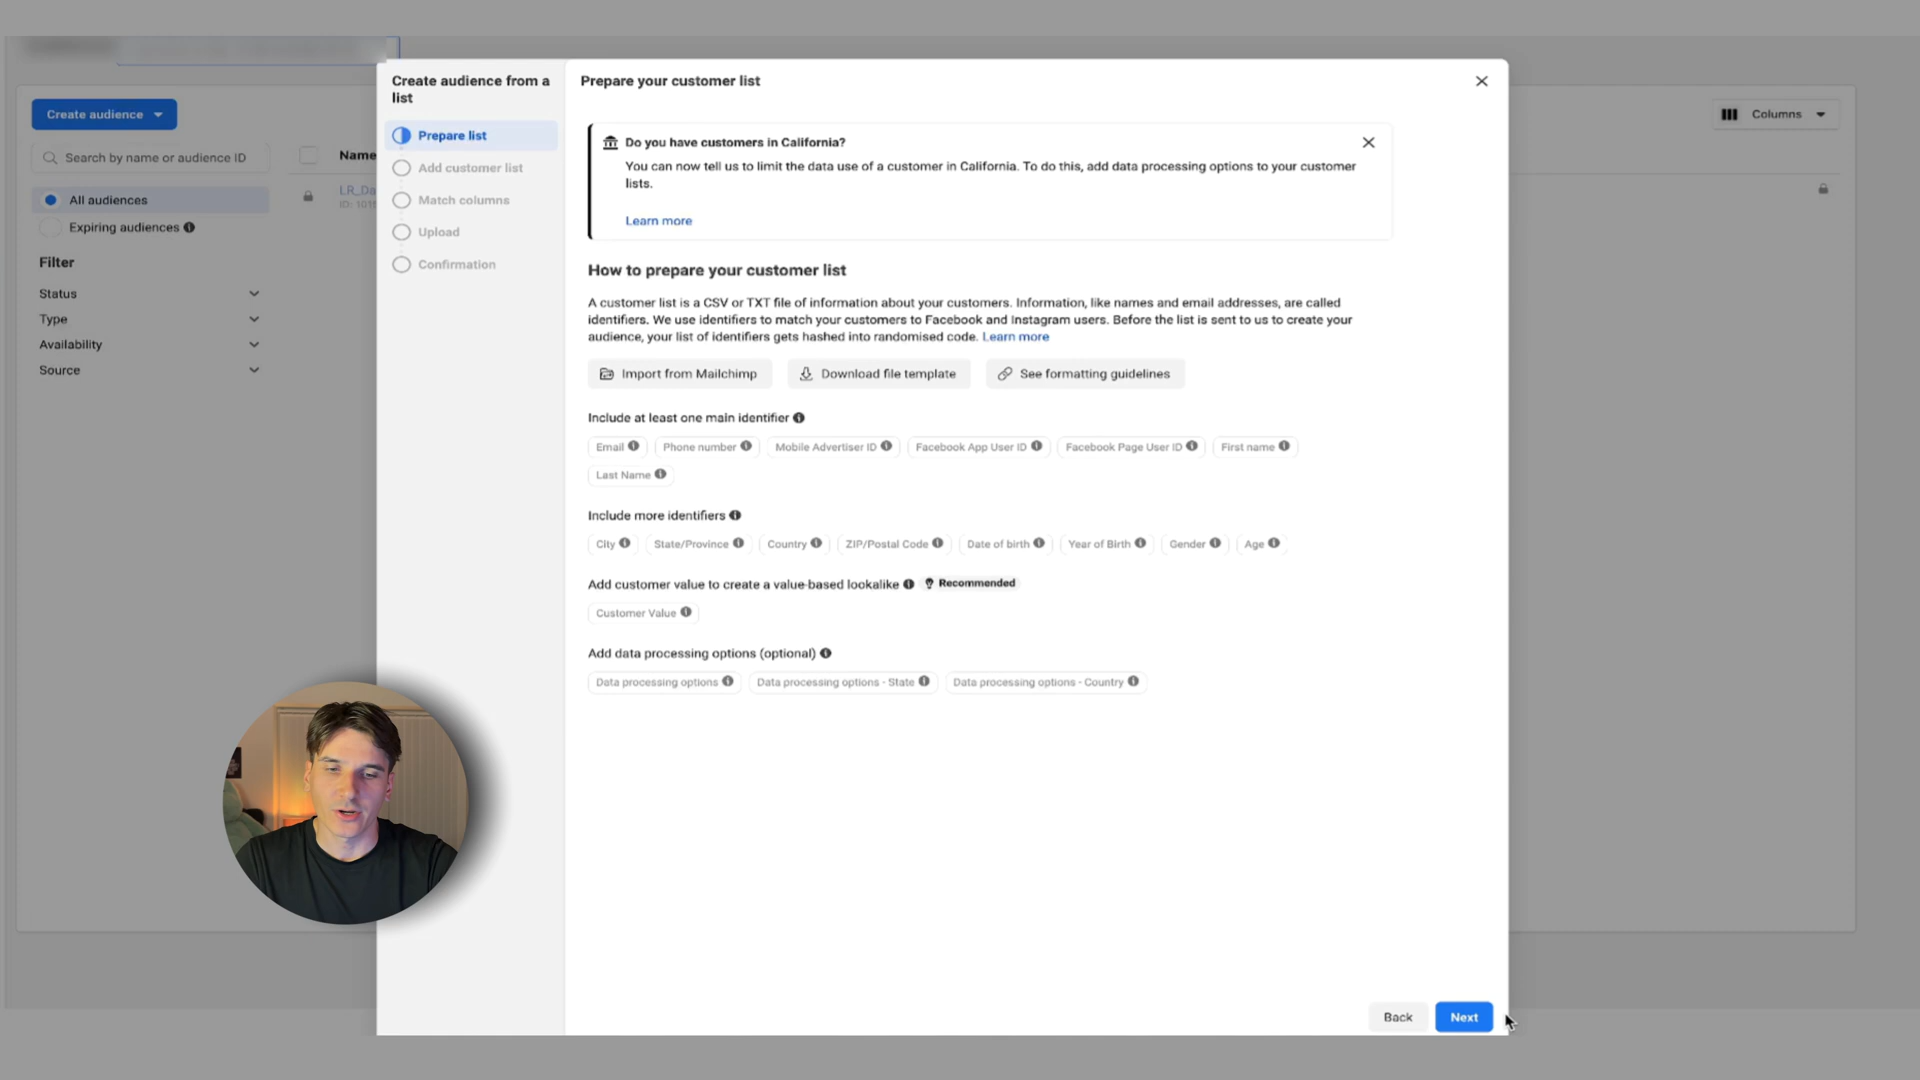 Create audience
Search by name or audience ID
All audiences
Expiring audiences
Filter
Status
Type
Availability
Source
Name
LR_Da
Columns
Create audience from a
list
Prepare list
Add customer list
Match columns
Upload
Confirmation
Prepare your customer list
Do you have customers in California?
You can now tell us to limit the data use of a customer in California. To do this, add data processing options to your customer
lists.
Learn more
How to prepare your customer list
A customer list is a CSV or TXT file of information about your customers. Information, like names and email addresses, are called
identifiers. We use identifiers to match your customers to Facebook and Instagram users. Before the list is sent to us to create your
audience, your list of identifiers gets hashed into randomised code. Learn more
Import from Mailchimp Download file template See formatting guidelines
Include at least one main identifier
Email Phone number Mobile Advertiser ID Facebook App User ID Facebook Page User ID First name
Last Name
Include more identifiers
City State/Province Country ZIP/Postal Code Date of birth Year of Birth Gender Age
Add customer value to create a value-based lookalike Recommended
Customer Value
Add data processing options (optional)
Data processing options Data processing options - State Data processing options - Country
Back Next